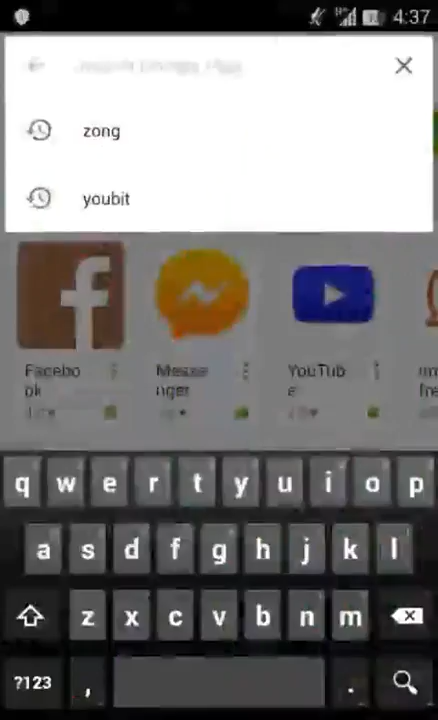 4:37
zong
youbit
Facebo
ok
Messe
nger
YouTub
e
q w e r t y u i o p
a s d f g h j k l
z x c v b n m
?123 , .